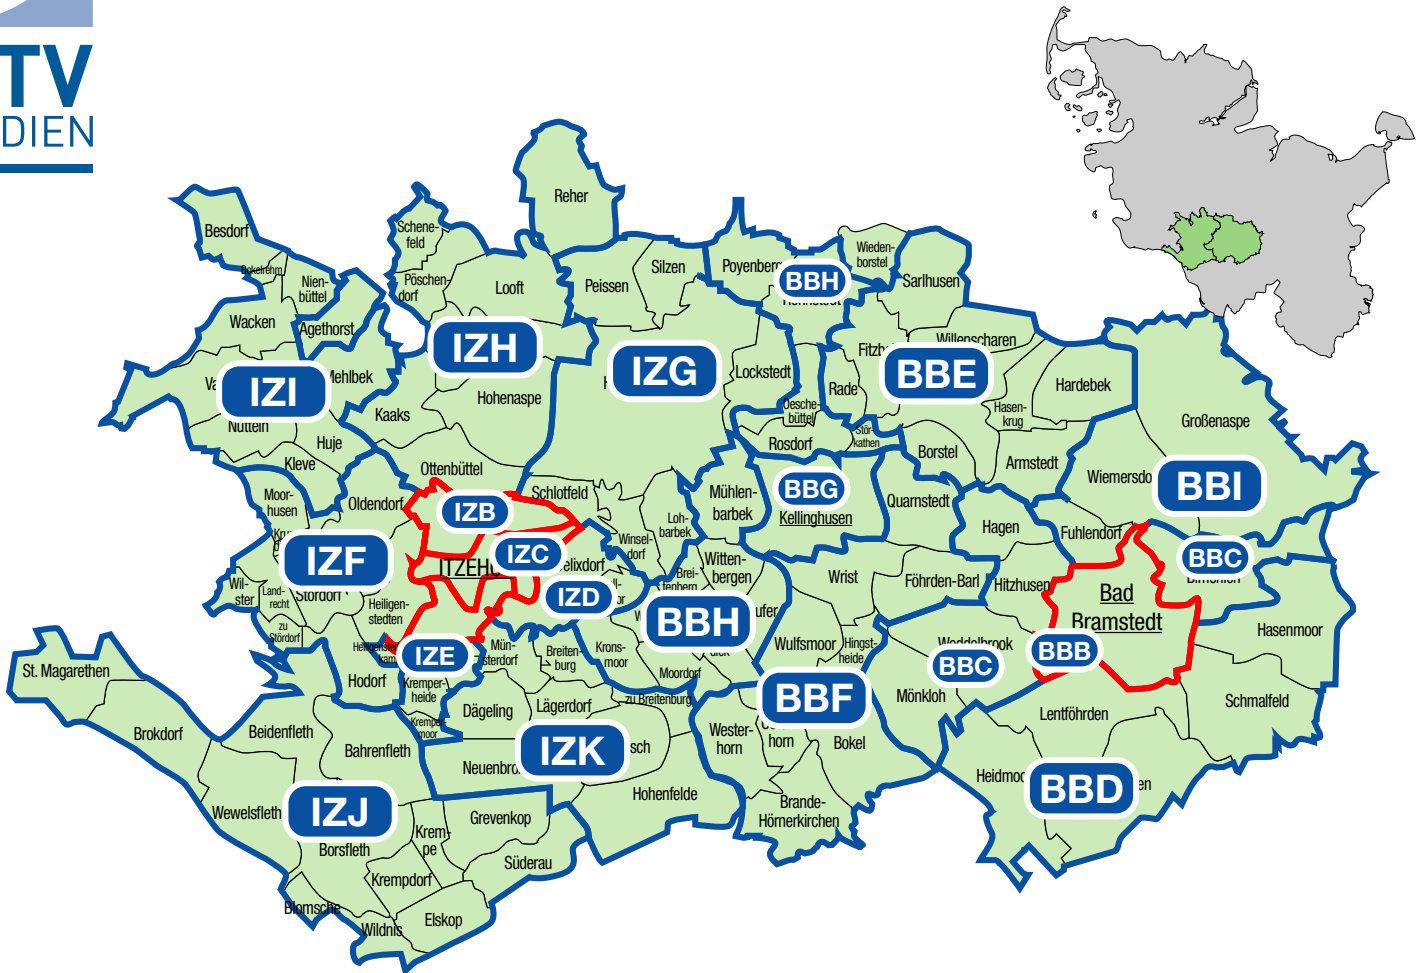 TV
DIEN
Reher
Besdorf
Bokelrehm
Nien-
büttel
Wacken
Agethorst
IZI
Mehlbek
Nutteln
Huje
Kleve
Schene-
feld
Pöschen-
dorf
Looft
IZH
Hohenaspe
Kaaks
Ottenbüttel
Peissen
Silzen
IZG
Lockstedt
Poyenberg
BBH
Wieden-
borstel
Sarlhusen
Willenscharen
BBE
Rade
Hardebek
Hasen-
krug
Oesche-
büttel
Stör-
kathen
Rosdorf
Borstel
Armstedt
Großenaspe
BBI
BBG
Kellinghusen
Mühlen-
barbek
Quarnstedt
Hagen
Fuhlendorf
BBC
Moor-
husen
Oldendorf
IZB
Schlotfeld
Loh-
barbek
Winsel-
dorf
IZC
IZF
IZD
Wil-
ster
Land-
recht
Stördorf
zu
Stördorf
Heiligen-
stedten
IZE
Mün-
sterdorf
Breiten-
burg
Krons-
moor
Moordorf
Brei-
tenberg
Witten-
bergen
BBH
Wrist
Föhrden-Barl
Hitzhusen
Wulfsmoor
Hingst-
heide
Bad
Bramstedt
BBB
BBC
Mönkloh
Hasenmoor
Schmalfeld
Lentföhrden
BBD
St. Magarethen
Brokdorf
Hodorf
Kremper-
heide
Kremper-
moor
Beidenfleth
Bahrenfleth
Dägeling
Lägerdorf
zu Breitenburg
IZK
sch
Hohenfelde
BBF
Wester-
horn
horn
Bokel
Brande-
Hörnerkirchen
Wewelsfleth
IZJ
Borsfleth
Krem-
pe
Grevenkop
Süderau
Krempdorf
Blomsche
Wildnis
Elskop